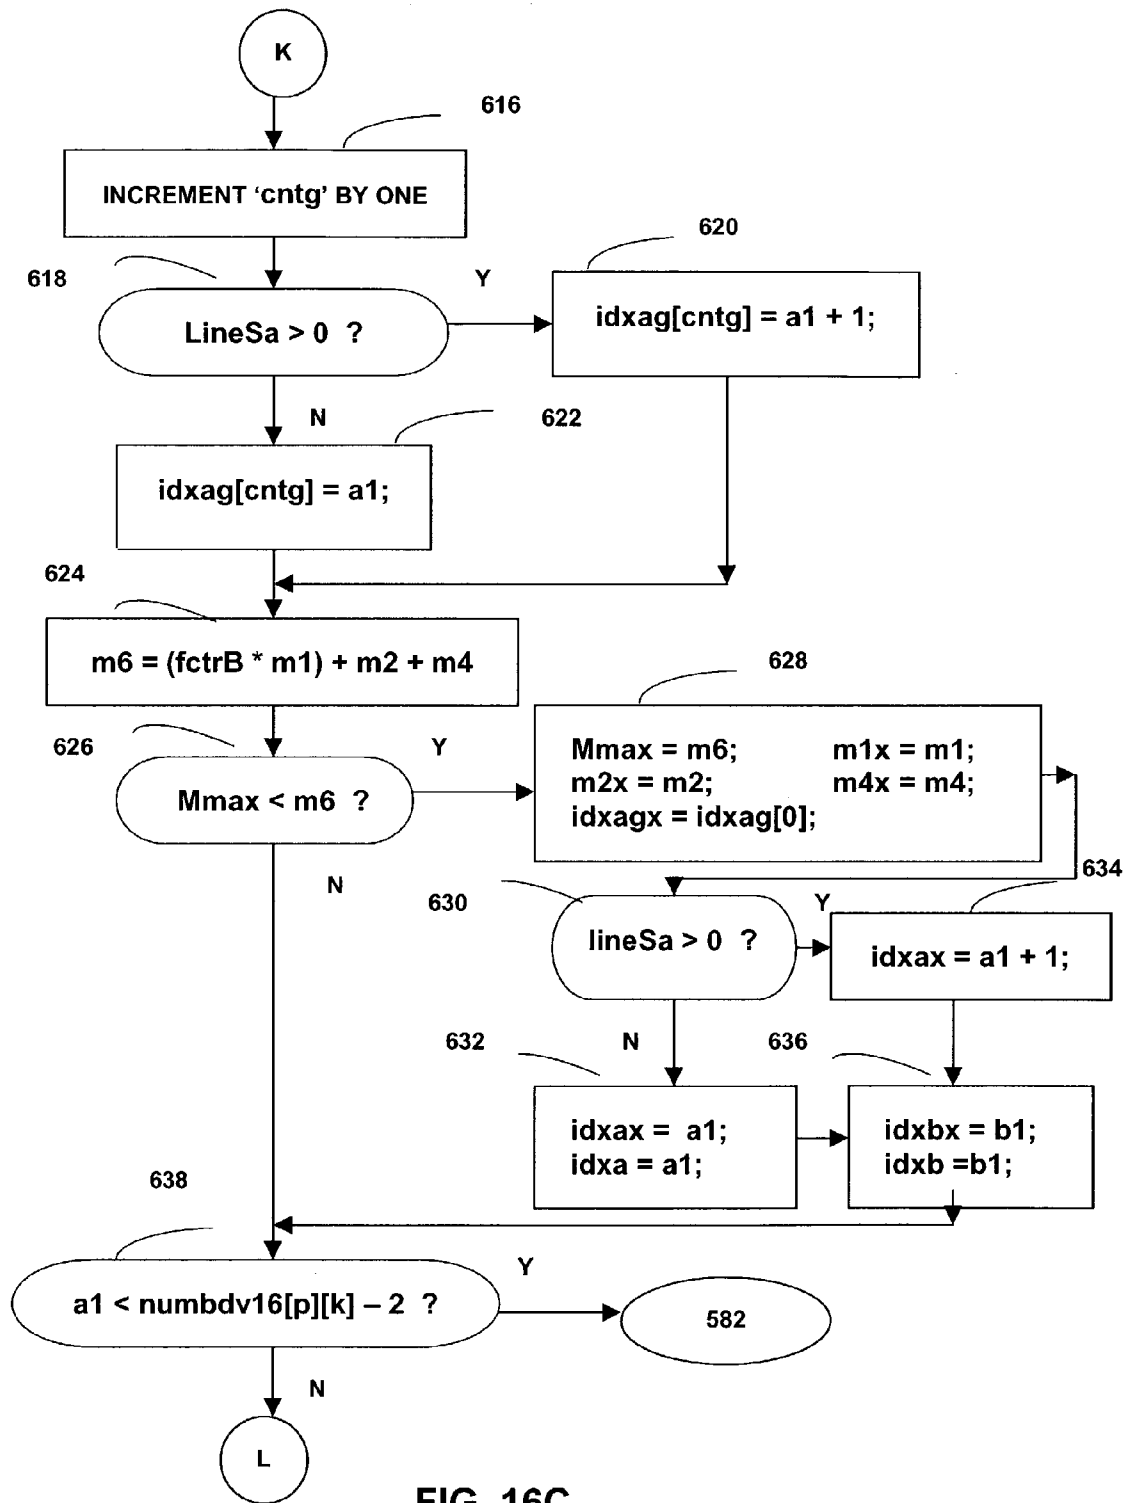 K
616
INCREMENT 'cntg' BY ONE
620
618
Y
LineSa > 0 ?
idxag[cntg] = a1 + 1;
N
622
idxag[cntg] = a1;
624
m6 = (fctrB * m1) + m2 + m4
628
626
Y
Mmax = m6; m1x = m1;
m2x = m2; m4x = m4;
idxagx = idxag[0];
Mmax < m6 ?
N
634
630
Y
lineSa > 0 ?
idxax = a1 + 1;
632
N
636
idxax = a1;
idxa = a1;
idxbx = b1;
idxb =b1;
638
Y
a1 < numbdv16[p][k] – 2 ?
582
N
L
FIG. 16C